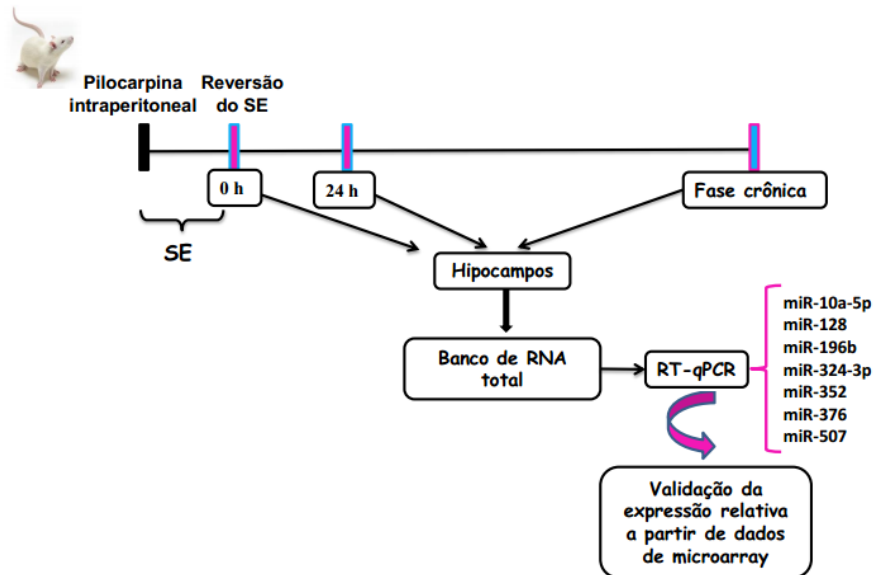 Pilocarpina
intraperitoneal
Reversão
do SE
0 h
24 h
Fase crônica
SE
Hipocampos
Banco de RNA
total
RT-qPCR
miR-10a-5p
miR-128
miR-196b
miR-324-3p
miR-352
miR-376
miR-507
Validação da
expressão relativa
a partir de dados
de microarray